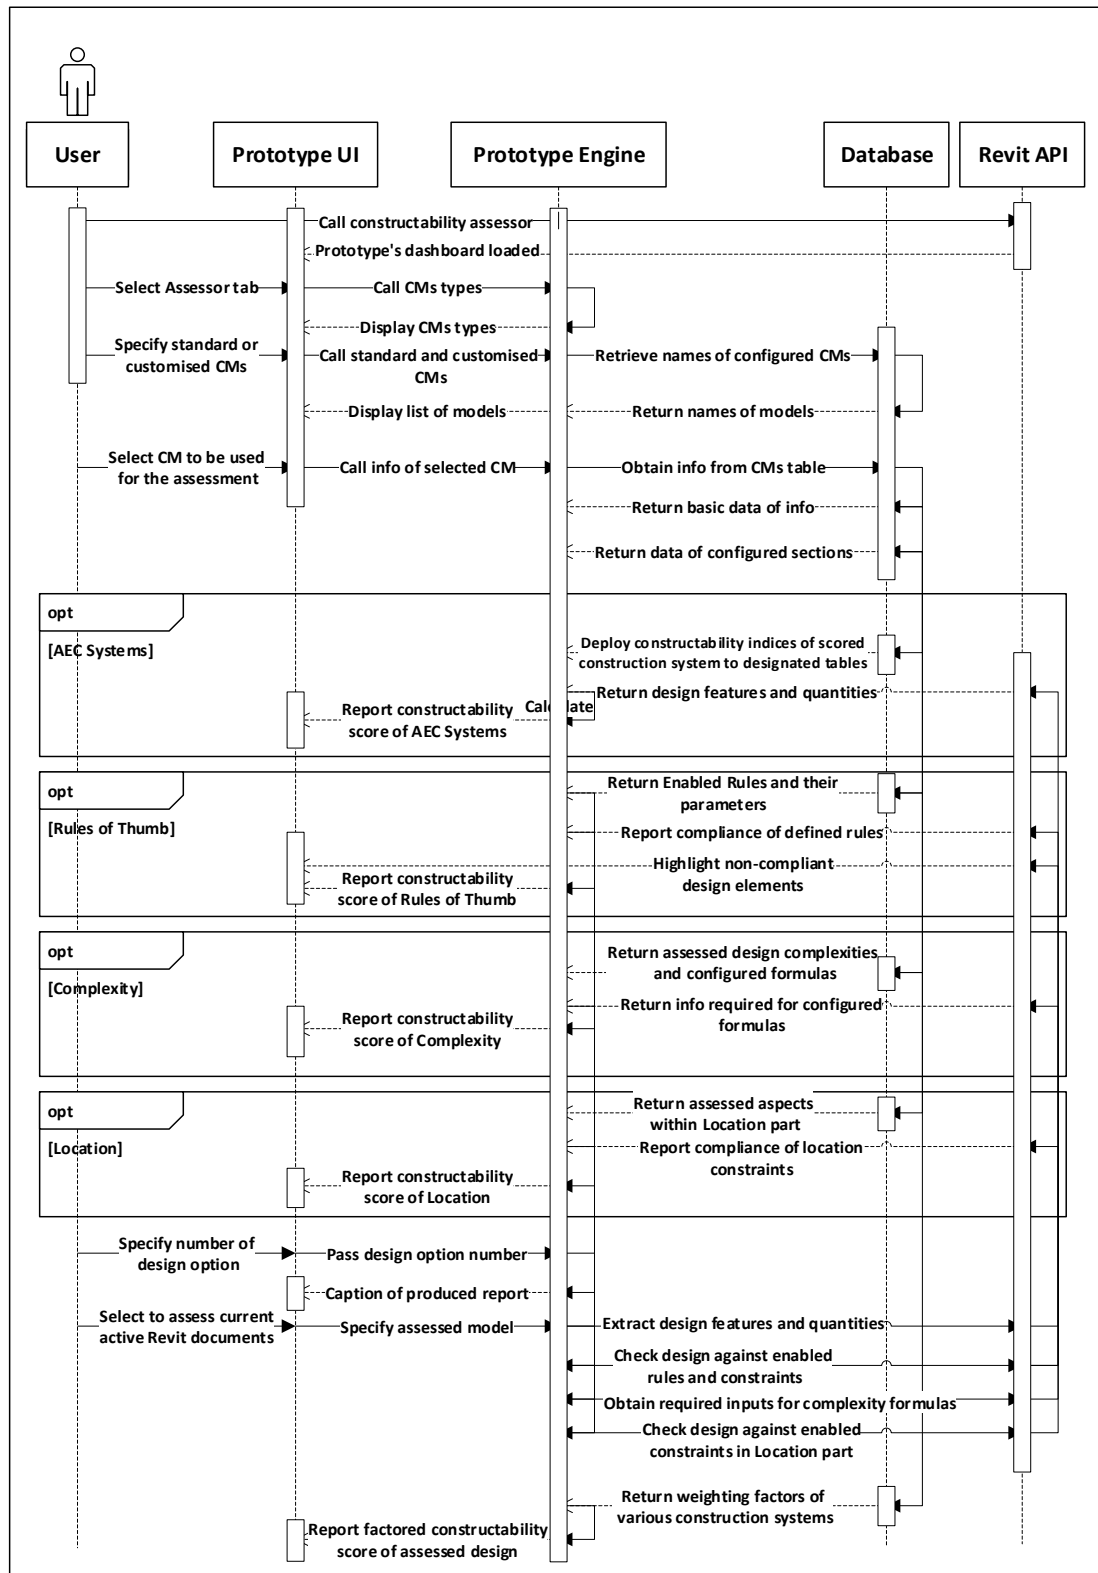 User
Prototype UI
Prototype Engine
Database
Revit API
Call constructability assessor
Prototype's dashboard loaded
Select Assessor tab
Call CMs types
Display CMs types
Specify standard or
customised CMs
Call standard and customised
CMs
Retrieve names of configured CMs
Display list of models
Return names of models
Select CM to be used
for the assessment
Call info of selected CM
Obtain info from CMs table
Return basic data of info
Return data of configured sections
opt
[AEC Systems]
Deploy constructability indices of scored
construction system to designated tables
Return design features and quantities
Calculate
Report constructability
score of AEC Systems
opt
[Rules of Thumb]
Return Enabled Rules and their
parameters
Report compliance of defined rules
Highlight non-compliant
design elements
Report constructability
score of Rules of Thumb
opt
[Complexity]
Return assessed design complexities
and configured formulas
Return info required for configured
formulas
Report constructability
score of Complexity
opt
[Location]
Return assessed aspects
within Location part
Report compliance of location
constraints
Report constructability
score of Location
Specify number of
design option
Pass design option number
Caption of produced report
Select to assess current
active Revit documents
Specify assessed model
Extract design features and quantities
Check design against enabled
rules and constraints
Obtain required inputs for complexity formulas
Check design against enabled
constraints in Location part
Return weighting factors of
various construction systems
Report factored constructability
score of assessed design